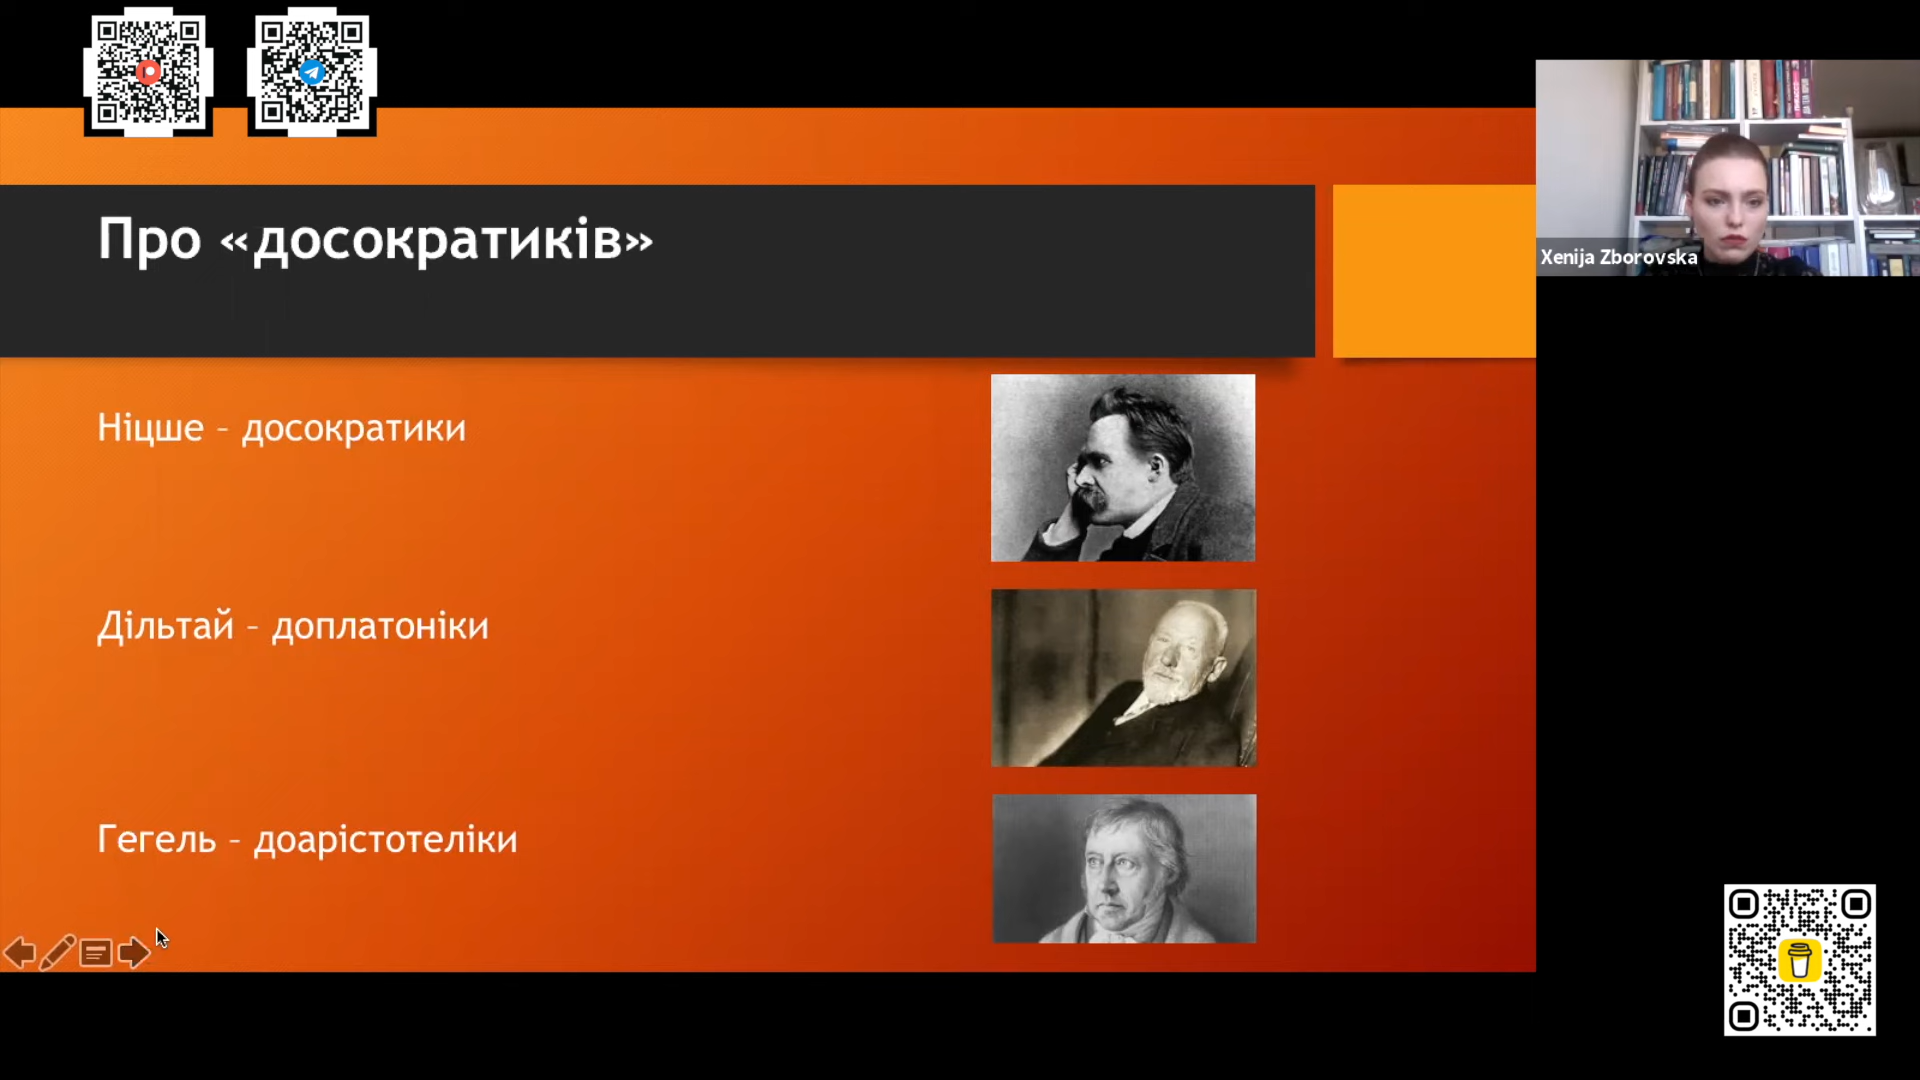 Про «досократиків»
Xenija Zborovska
Ніцше – досократики
Дільтай – доплатоніки
Гегель – доарістотеліки